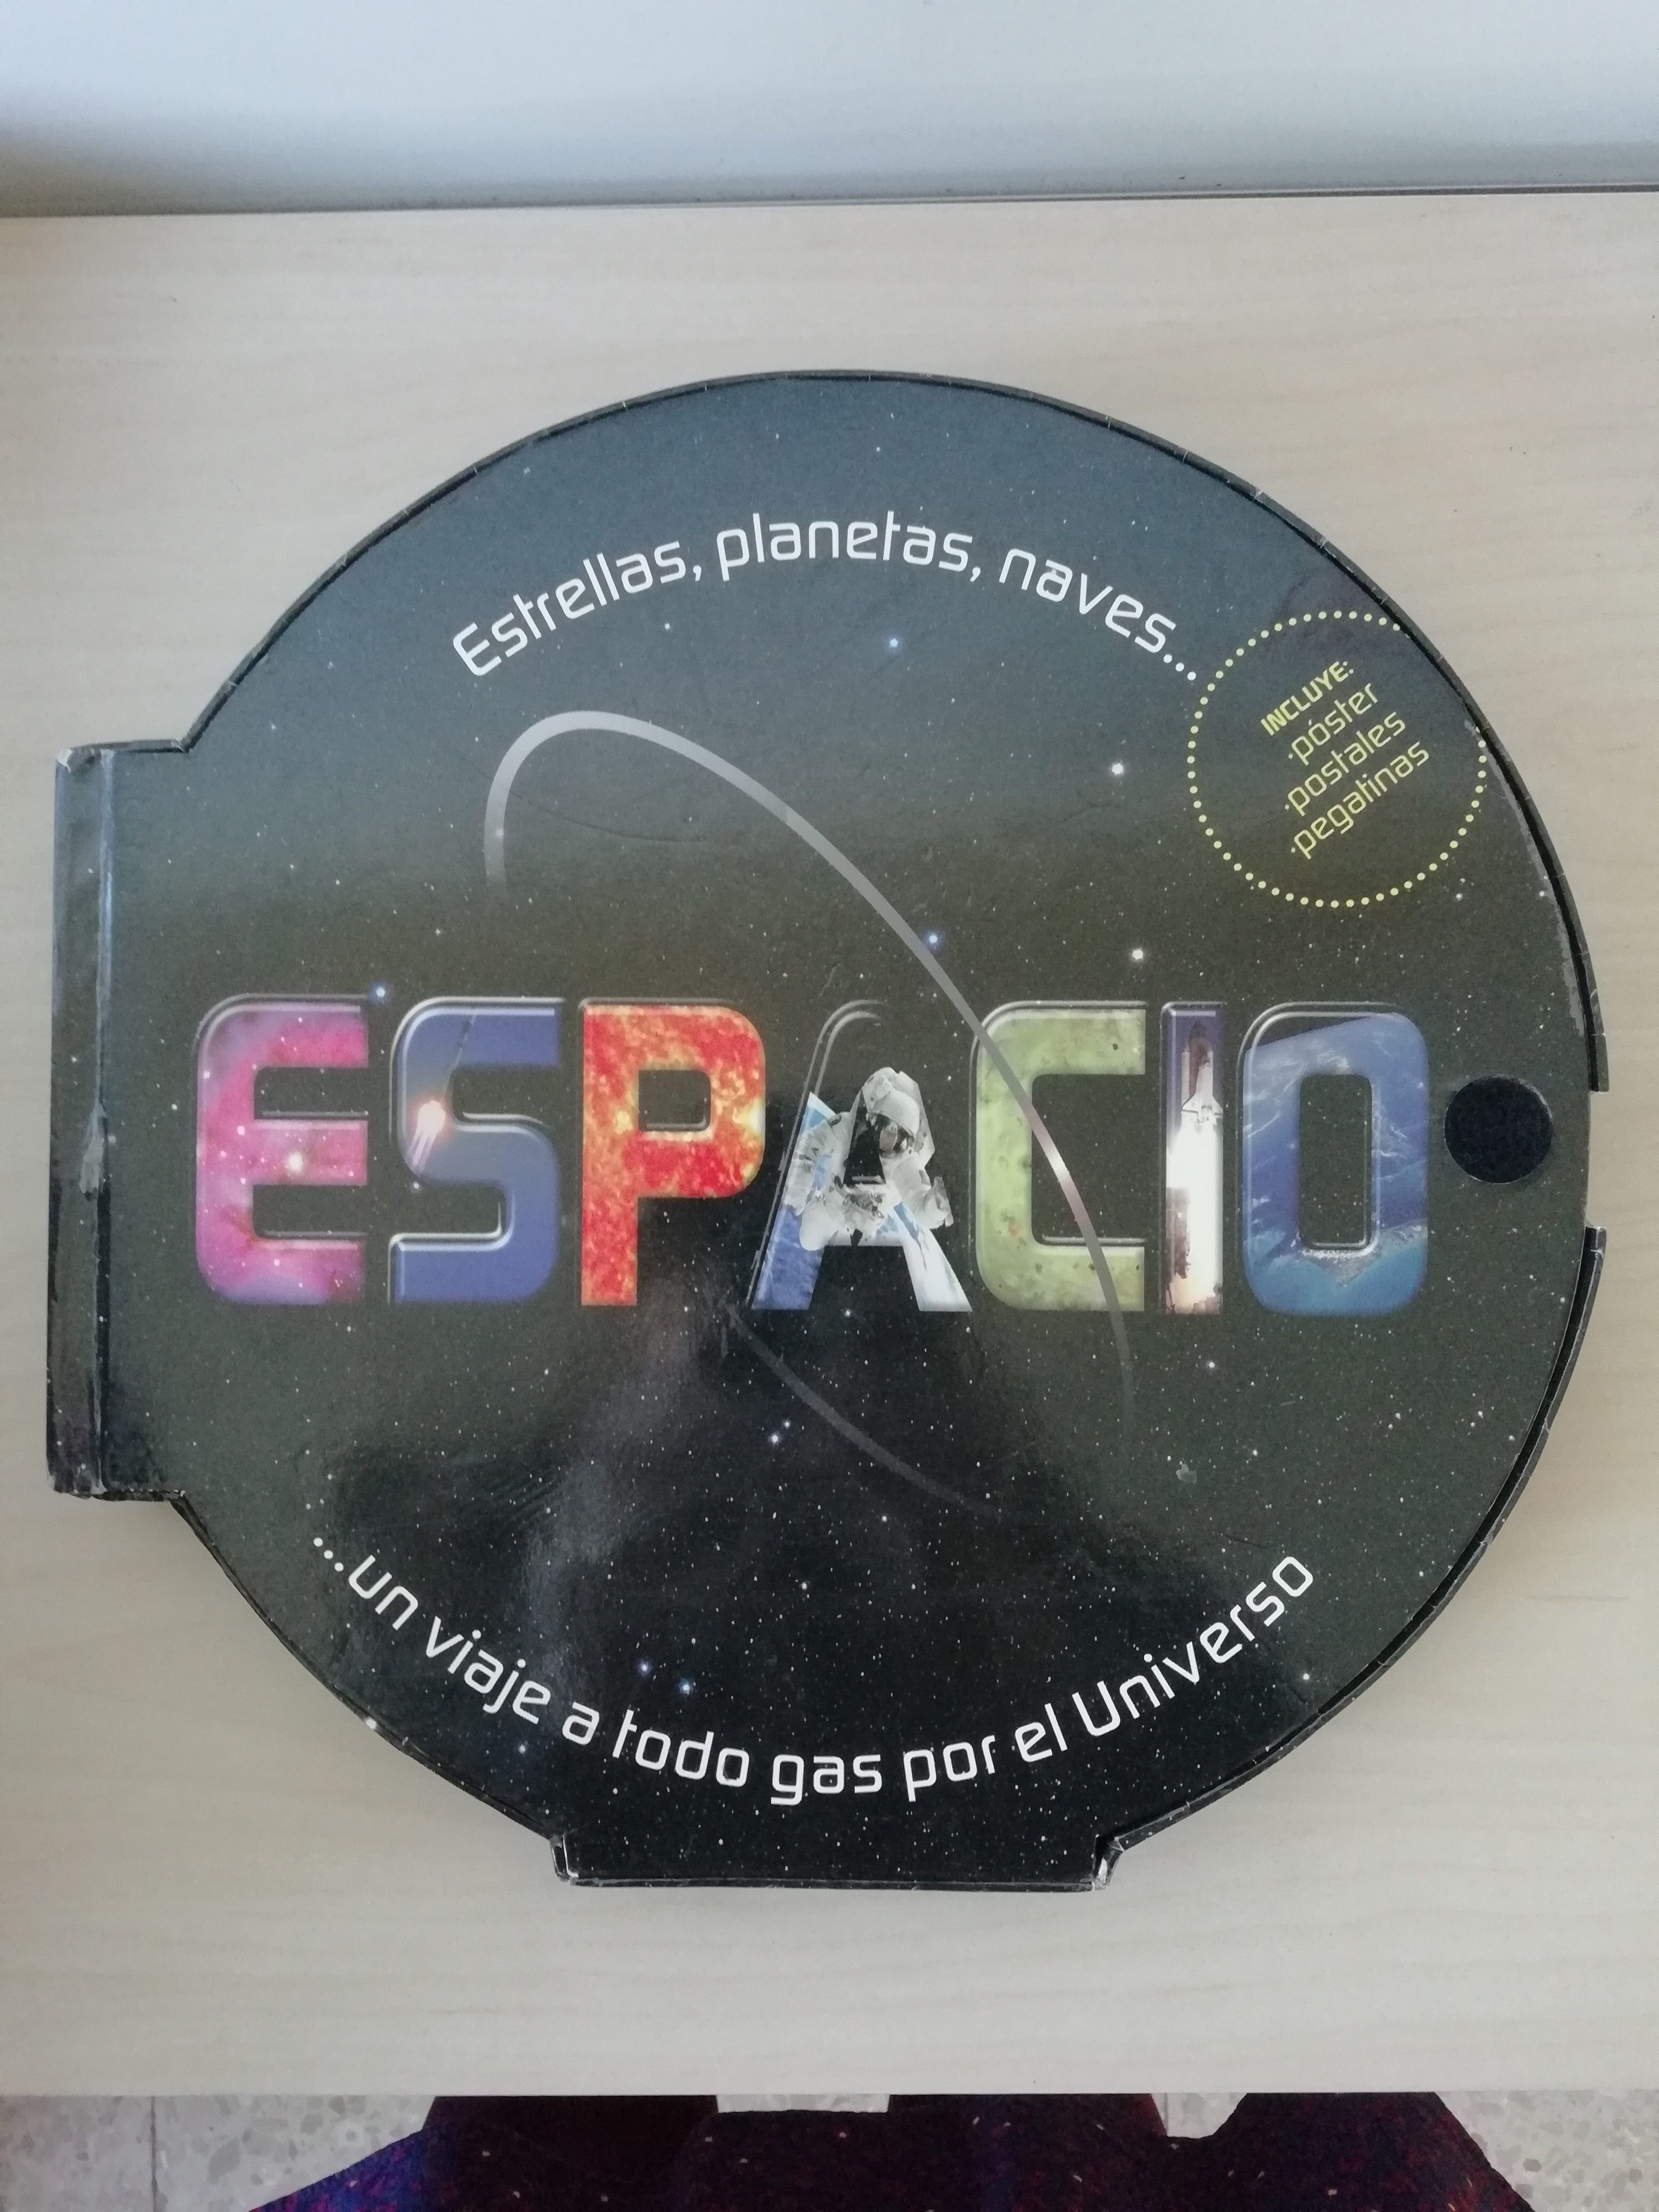 Estrellas, planetas, naves...
INCLUYE:
·póster
·postales
·pegatinas
ESPACIO
...un viaje a todo gas por el Universo